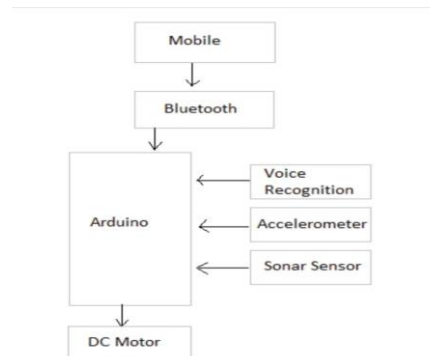 Mobile
Bluetooth
Arduino
Voice
Recognition
Accelerometer
Sonar Sensor
DC Motor